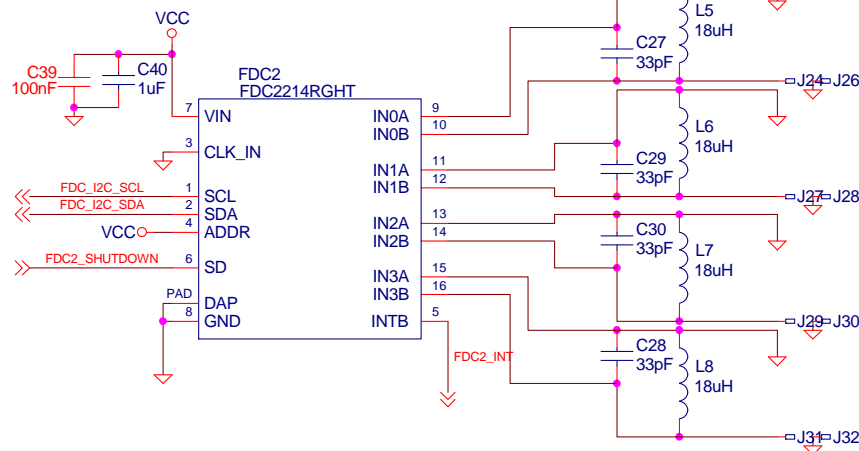 VCC
L5
18uH
C27
33pF
C39
100nF
C40
1uF
FDC2
FDC2214RGHT
J24 J26
7 VIN
IN0A 9
IN0B 10
L6
18uH
3 CLK_IN
IN1A 11
C29
33pF
IN1B 12
FDC_I2C_SCL 1 SCL
J27 J28
FDC_I2C_SDA 2 SDA
VCC 4 ADDR
IN2A 13
IN2B 14
C30
33pF
L7
18uH
FDC2_SHUTDOWN 6 SD
IN3A 15
IN3B 16
PAD DAP
8 GND
INTB 5
J29 J30
C28
33pF
FDC2_INT
L8
18uH
J31 J32